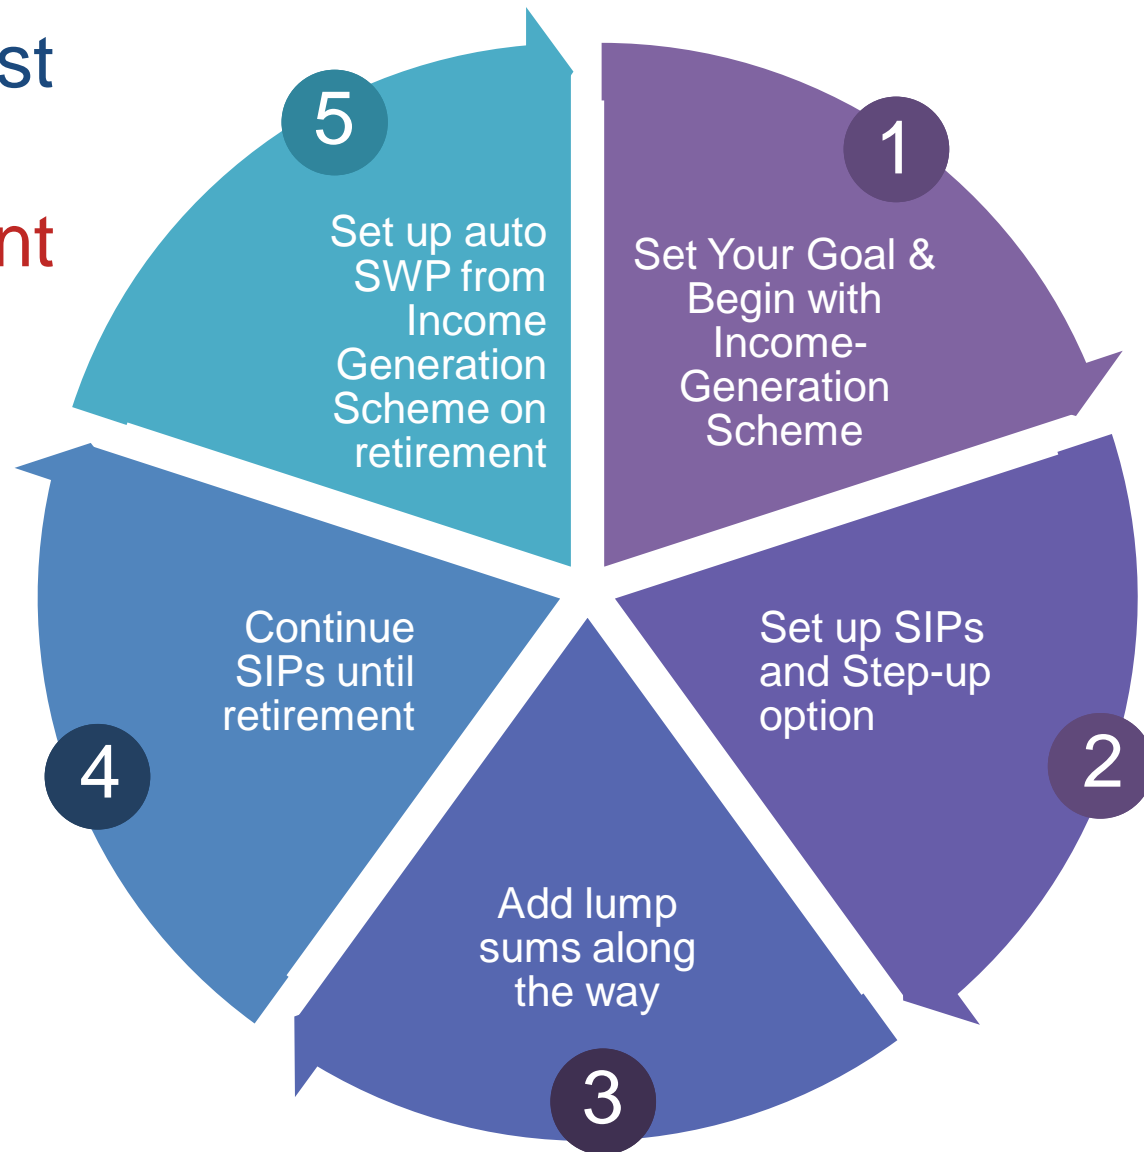 st
nt
1
Set Your Goal &
Begin with
Income-
Generation
Scheme
2
Set up SIPs
and Step-up
option
3
Add lump
sums along
the way
4
Continue
SIPs until
retirement
5
Set up auto
SWP from
Income
Generation
Scheme on
retirement